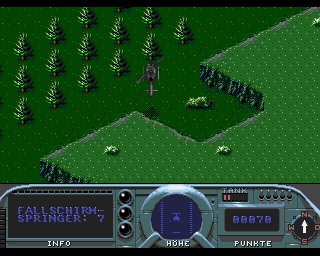 TANK
FALLSCHIRM-
SPRINGER: 7
00070
N
W O
S
INFO
HÖHE
PUNKTE